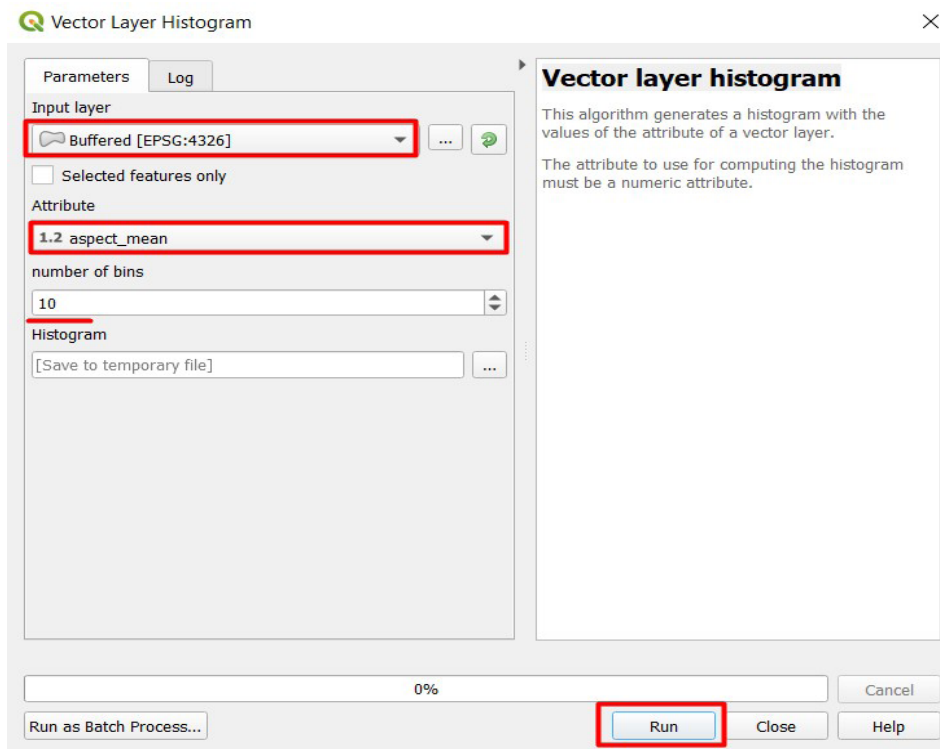 Vector Layer Histogram
Parameters
Log
Input layer
Buffered [EPSG:4326]
...
Selected features only
Attribute
1.2 aspect_mean
number of bins
10
Histogram
[Save to temporary file]
...
Vector layer histogram
This algorithm generates a histogram with the
values of the attribute of a vector layer.
The attribute to use for computing the histogram
must be a numeric attribute.
0%
Cancel
Run as Batch Process...
Run
Close
Help